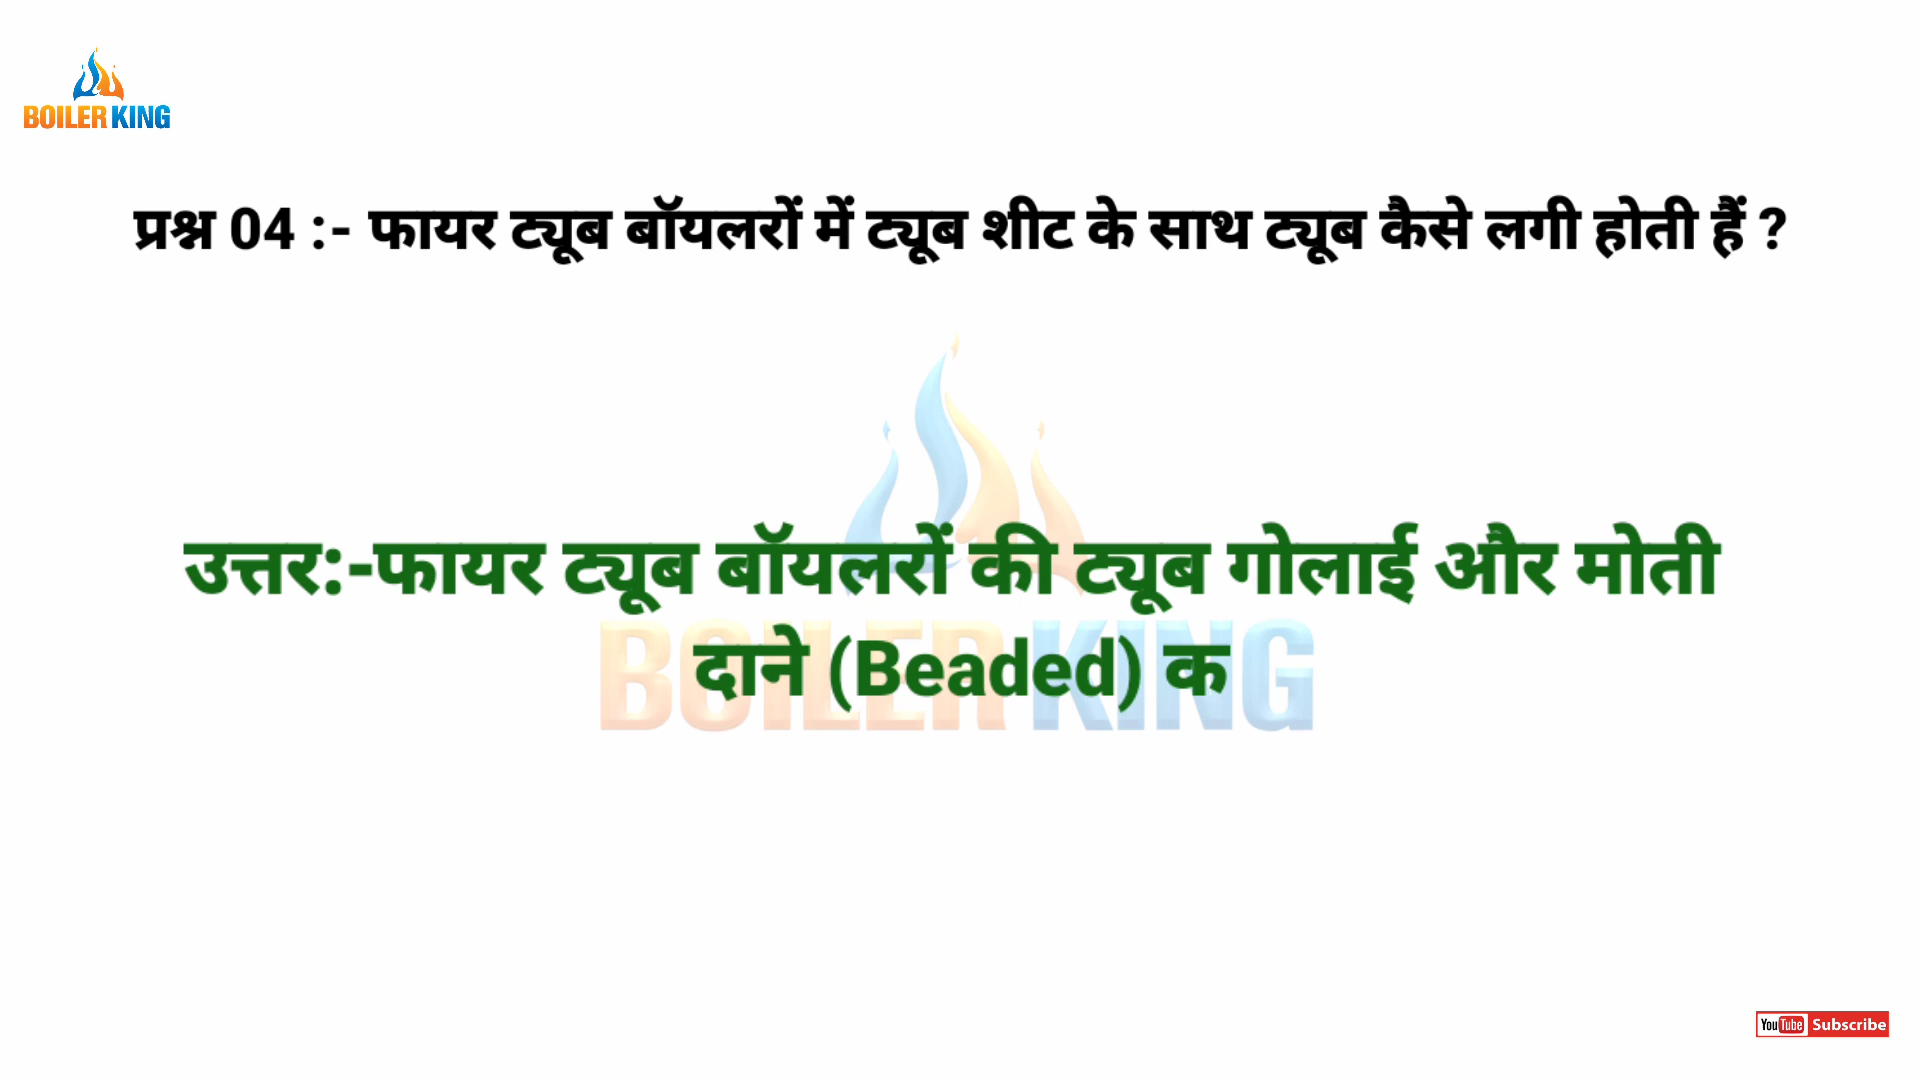 BOILER KING
प्रश्न 04 :- फायर ट्यूब बॉयलरों में ट्यूब शीट के साथ ट्यूब कैसे लगी होती हैं ?
उत्तर:-फायर ट्यूब बॉयलरों की ट्यूब गोलाई और मोती
दाने (Beaded) क
BOILER KING
YouTube Subscribe